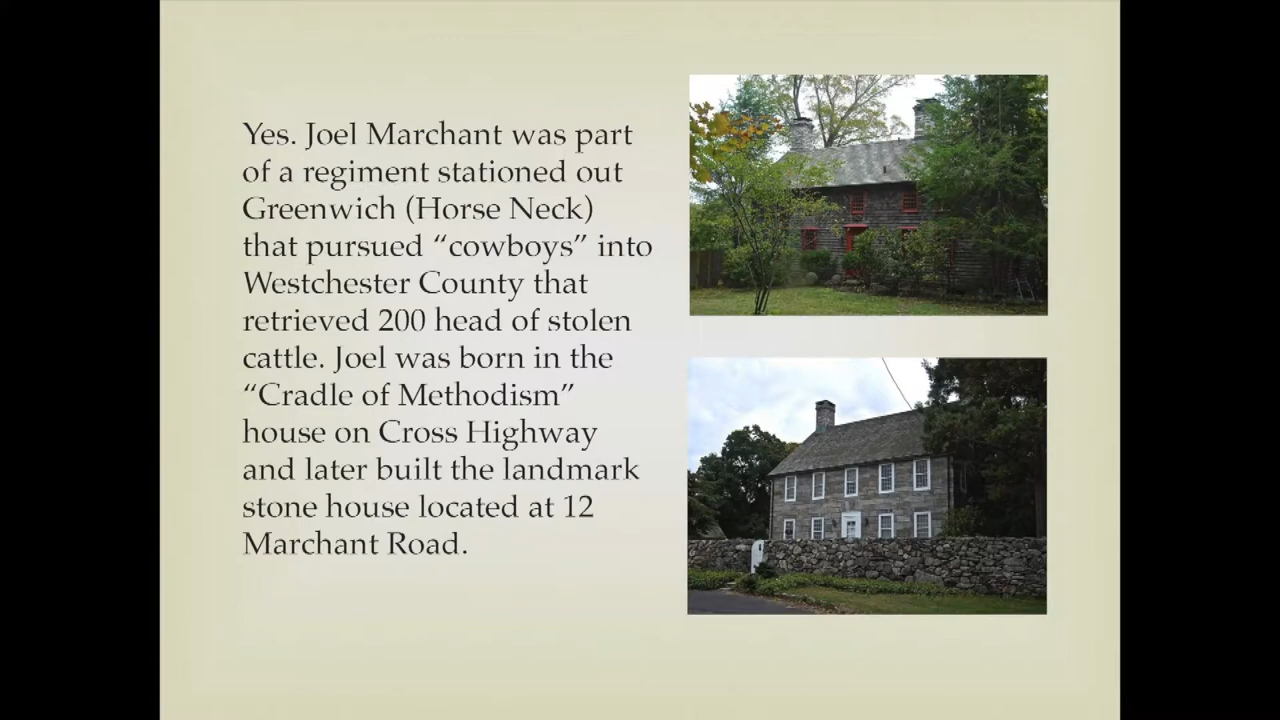 Yes. Joel Marchant was part
of a regiment stationed out
Greenwich (Horse Neck)
that pursued “cowboys” into
Westchester County that
retrieved 200 head of stolen
cattle. Joel was born in the
“Cradle of Methodism”
house on Cross Highway
and later built the landmark
stone house located at 12
Marchant Road.